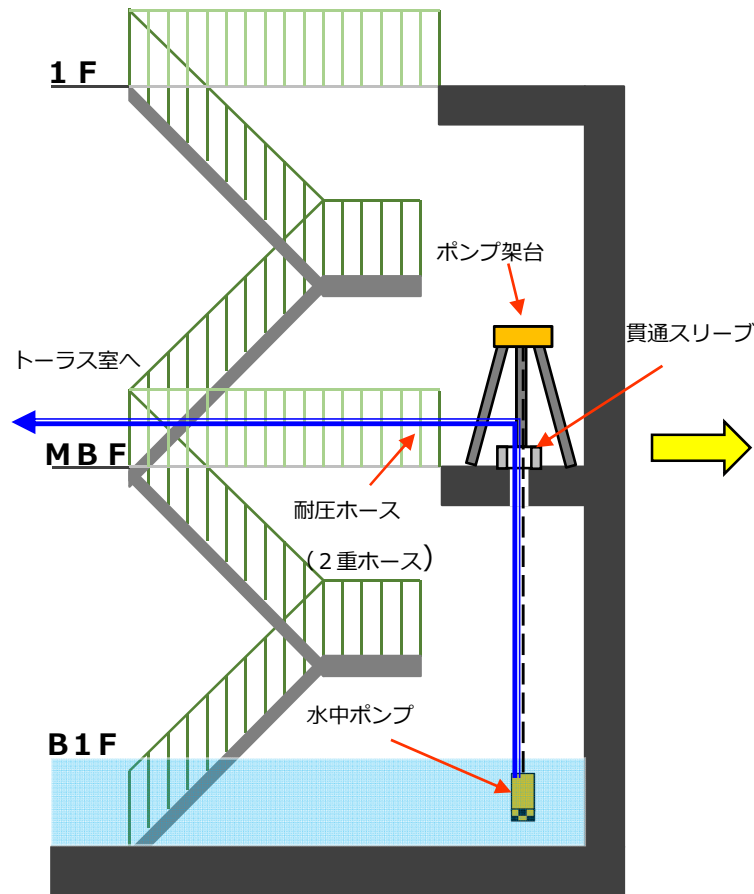 １Ｆ
ポンプ架台
貫通スリーブ
トーラス室へ
ＭＢＦ
耐圧ホース
（２重ホース）
水中ポンプ
Ｂ１Ｆ